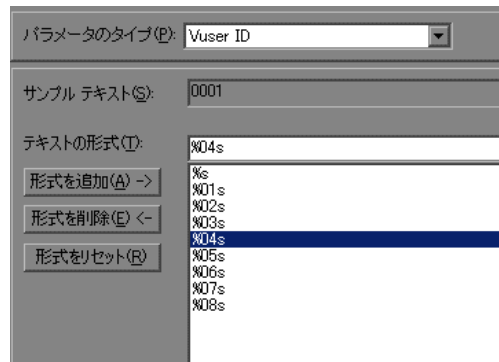 パラメータのタイプ(P): Vuser ID
サンプル テキスト(S): 0001
テキストの形式(T): %04s
形式を追加(A) ->
形式を削除(E) <-
形式をリセット(R)
%s
%01s
%02s
%03s
%04s
%05s
%06s
%07s
%08s